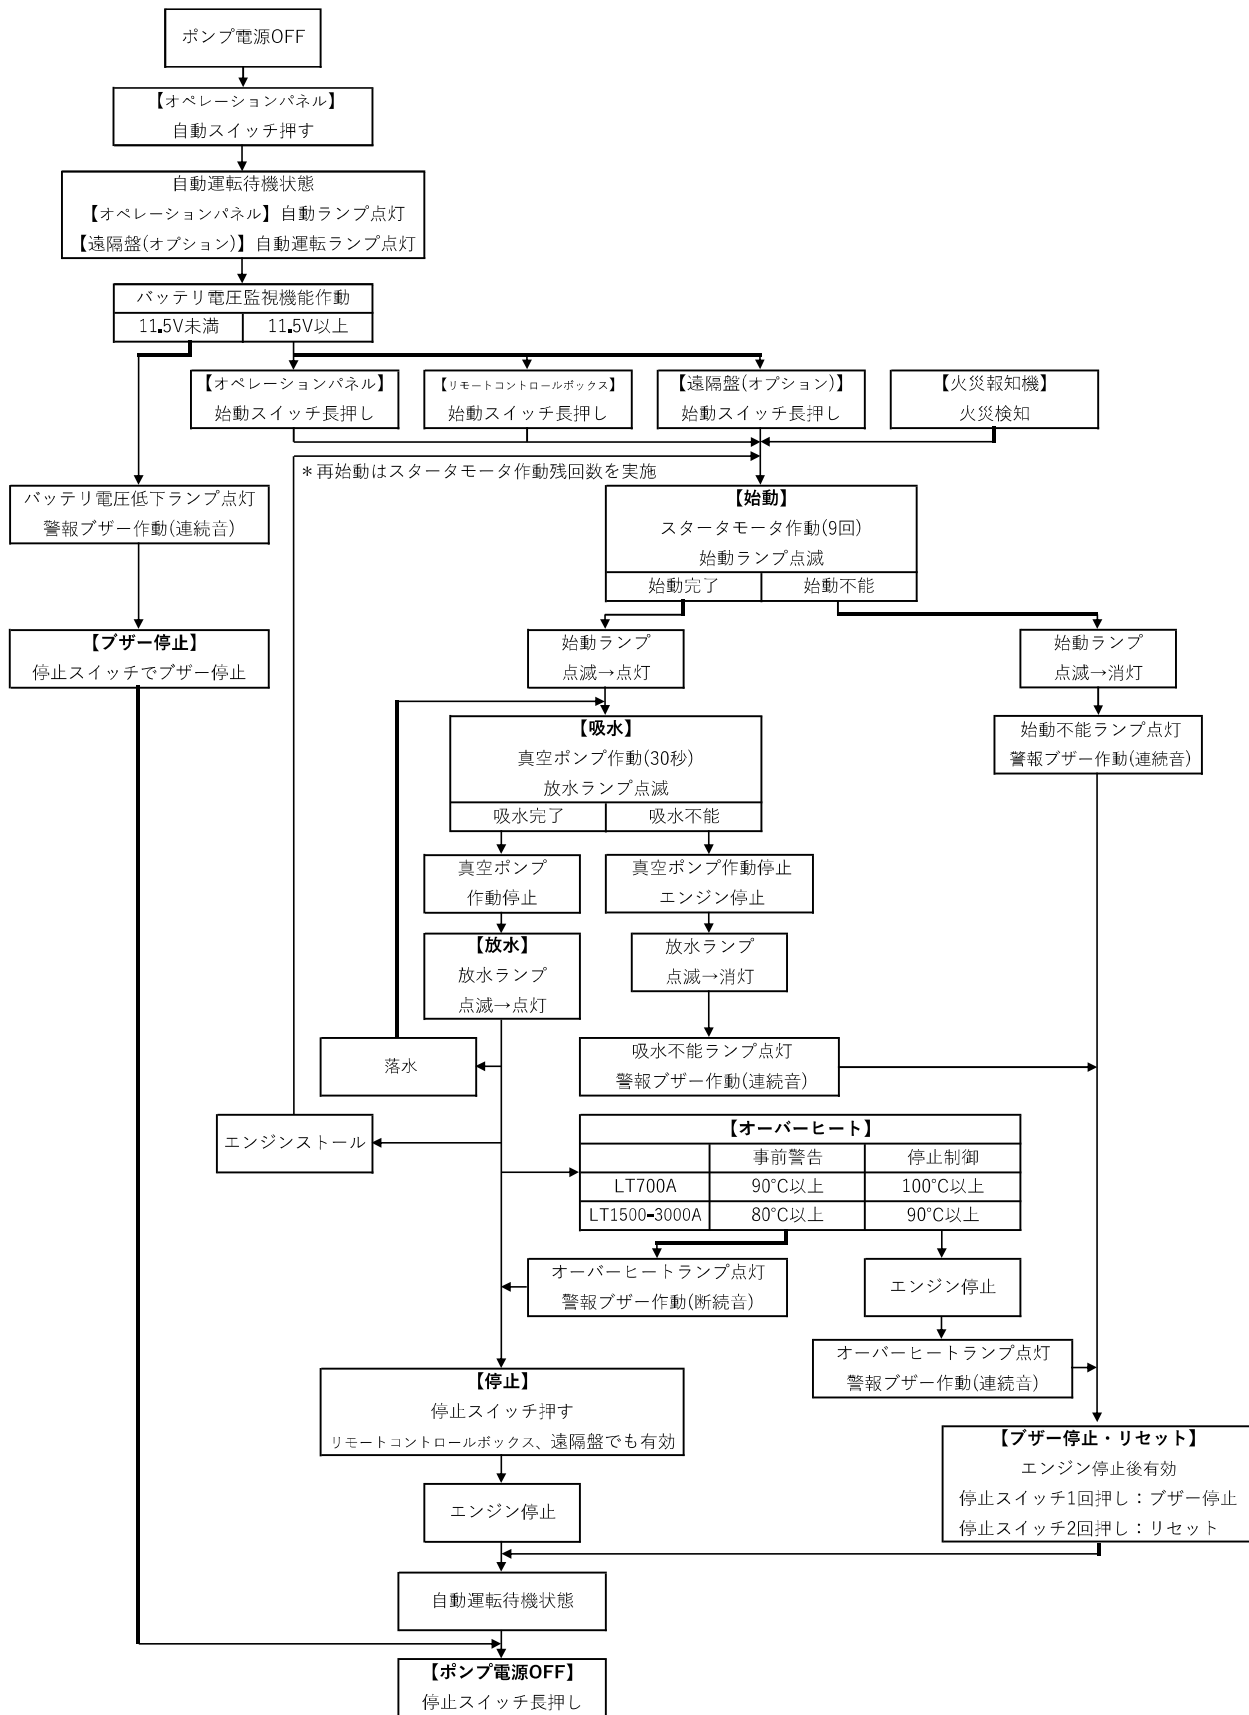 ポンプ電源OFF
【オペレーションパネル】
自動スイッチ押す
自動運転待機状態
【オペレーションパネル】自動ランプ点灯
【遠隔盤(オプション)】自動運転ランプ点灯
バッテリ電圧監視機能作動
11.5V未満
11.5V以上
【オペレーションパネル】
始動スイッチ長押し
【リモートコントロールボックス】
始動スイッチ長押し
【遠隔盤(オプション)】
始動スイッチ長押し
【火災報知機】
火災検知
＊再始動はスタータモータ作動残回数を実施
バッテリ電圧低下ランプ点灯
警報ブザー作動(連続音)
【始動】
スタータモータ作動(9回)
始動ランプ点滅
始動完了
始動不能
【ブザー停止】
停止スイッチでブザー停止
始動ランプ
点滅→点灯
始動ランプ
点滅→消灯
【吸水】
真空ポンプ作動(30秒)
放水ランプ点滅
吸水完了
吸水不能
始動不能ランプ点灯
警報ブザー作動(連続音)
真空ポンプ
作動停止
真空ポンプ作動停止
エンジン停止
【放水】
放水ランプ
点滅→点灯
放水ランプ
点滅→消灯
落水
吸水不能ランプ点灯
警報ブザー作動(連続音)
エンジンストール
【オーバーヒート】
事前警告
停止制御
LT700A
90℃以上
100℃以上
LT1500-3000A
80℃以上
90℃以上
オーバーヒートランプ点灯
警報ブザー作動(断続音)
エンジン停止
オーバーヒートランプ点灯
警報ブザー作動(連続音)
【停止】
停止スイッチ押す
リモートコントロールボックス、遠隔盤でも有効
【ブザー停止・リセット】
エンジン停止後有効
停止スイッチ1回押し：ブザー停止
停止スイッチ2回押し：リセット
エンジン停止
自動運転待機状態
【ポンプ電源OFF】
停止スイッチ長押し